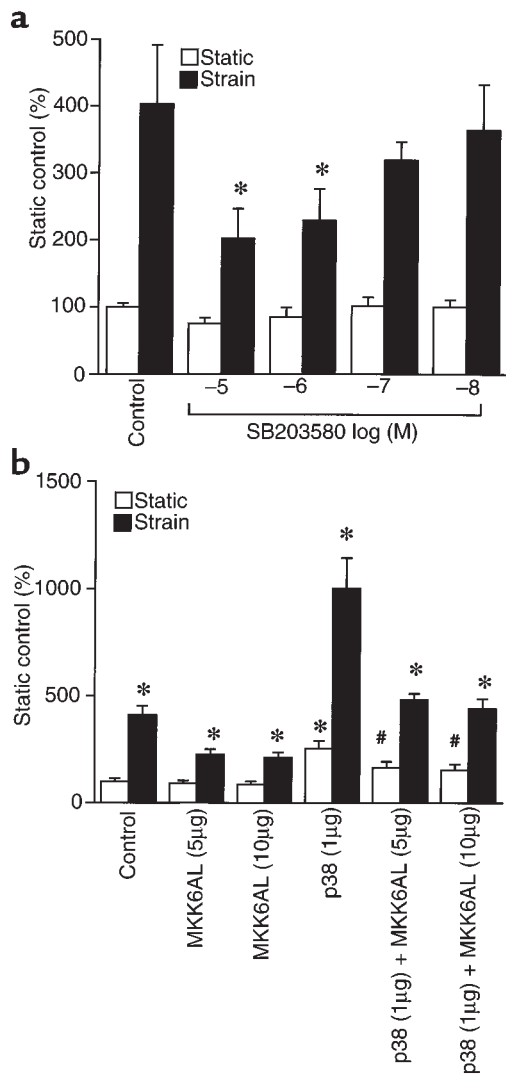 a
500
400
300
200
100
0
Static control (%)
Static
Strain
*
*
Control
–5
–6
–7
–8
SB203580 log (M)
b
1500
1000
500
0
Static control (%)
Static
Strain
*
*
*
*
*
#
*
#
*
Control
MKK6AL (5μg)
MKK6AL (10μg)
p38 (1μg)
p38 (1μg) + MKK6AL (5μg)
p38 (1μg) + MKK6AL (10μg)